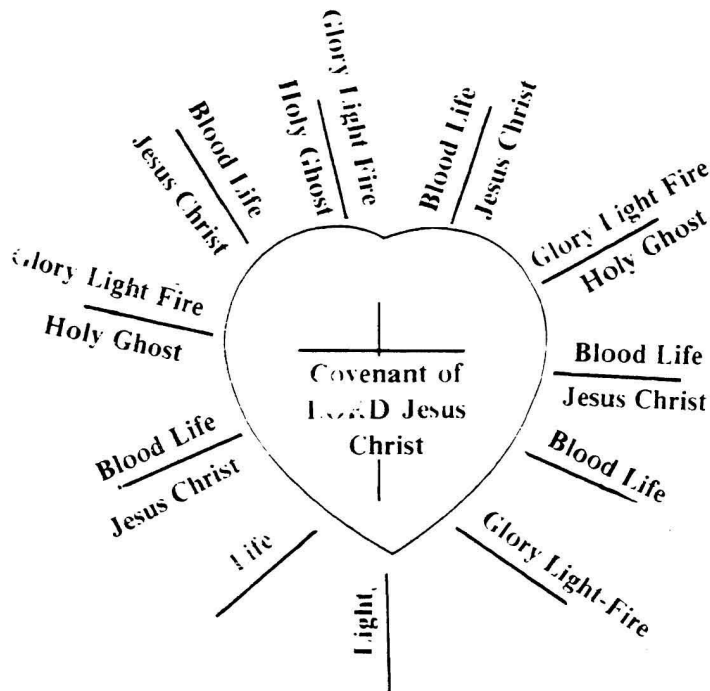 Glory Light Fire
Holy Ghost
Blood Life
Jesus Christ
Blood Life
Jesus Christ
Glory Light Fire
Holy Ghost
Glory Light Fire
Holy Ghost
Blood Life
Jesus Christ
Blood Life
Jesus Christ
Blood Life
Life
Light,
Glory Light-Fire
Covenant of
LORD Jesus
Christ